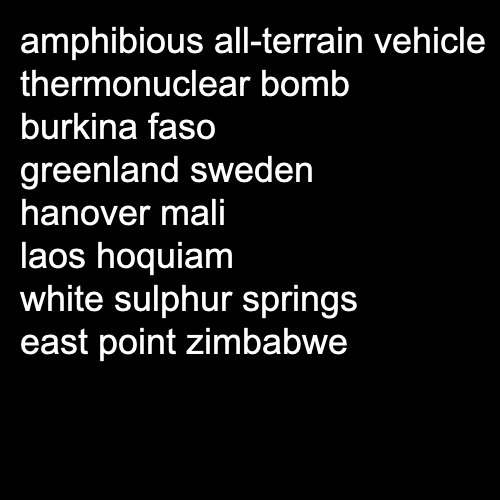 amphibious all-terrain vehicle
thermonuclear bomb
burkina faso
greenland sweden
hanover mali
laos hoquiam
white sulphur springs
east point zimbabwe